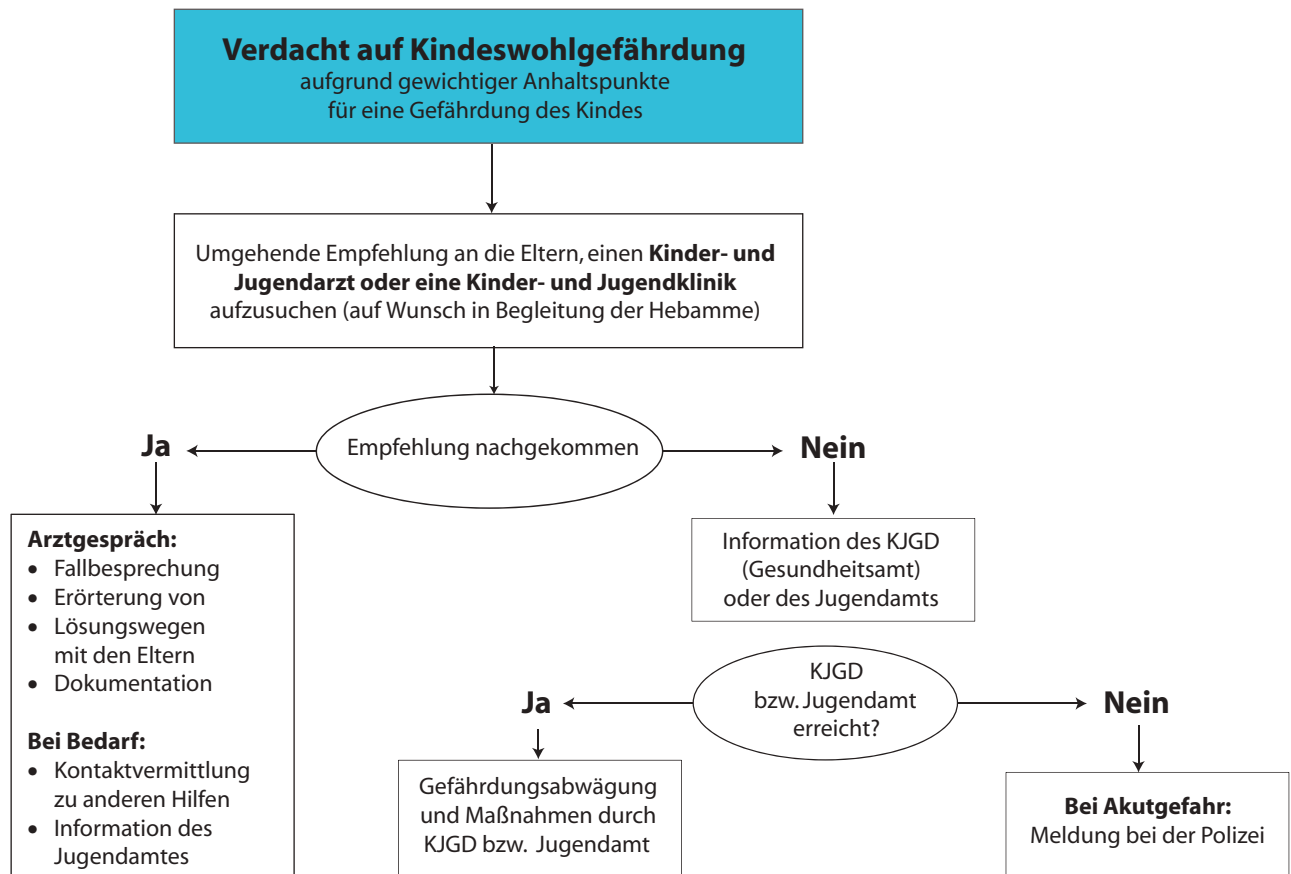 Verdacht auf Kindeswohlgefährdung
aufgrund gewichtiger Anhaltspunkte
für eine Gefährdung des Kindes
Umgehende Empfehlung an die Eltern, einen Kinder- und
Jugendarzt oder eine Kinder- und Jugendklinik
aufzusuchen (auf Wunsch in Begleitung der Hebamme)
Empfehlung nachgekommen
Ja
Nein
Arztgespräch:
• Fallbesprechung
• Erörterung von
• Lösungswegen
mit den Eltern
• Dokumentation
Bei Bedarf:
• Kontaktvermittlung
zu anderen Hilfen
• Information des
Jugendamtes
Information des KJGD
(Gesundheitsamt)
oder des Jugendamts
KJGD
bzw. Jugendamt
erreicht?
Ja
Nein
Gefährdungsabwägung
und Maßnahmen durch
KJGD bzw. Jugendamt
Bei Akutgefahr:
Meldung bei der Polizei